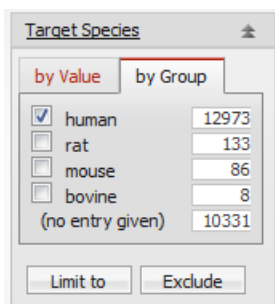 Target Species
by Value by Group
human 12973
rat 133
mouse 86
bovine 8
(no entry given) 10331
Limit to Exclude